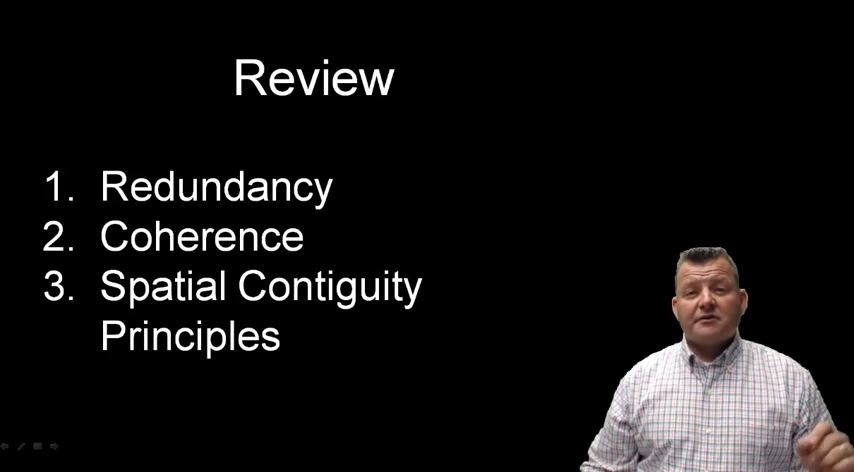 Review
1. Redundancy
2. Coherence
3. Spatial Contiguity
Principles